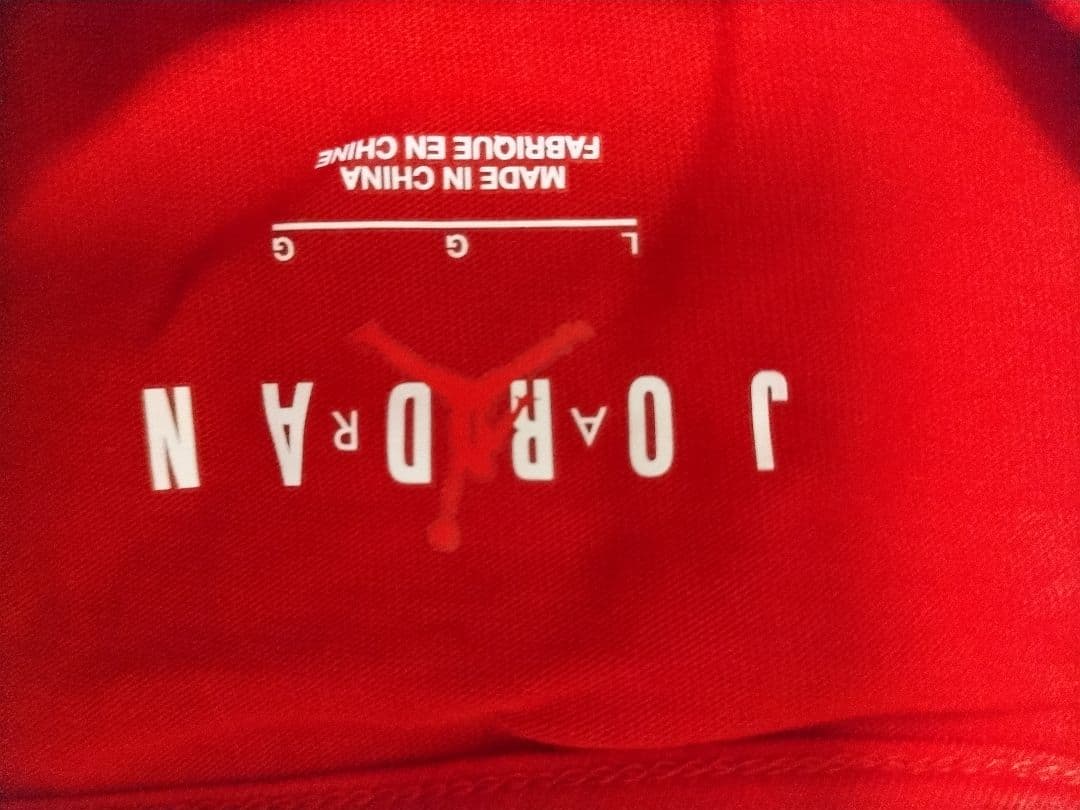 JORDAN
A R
L G G
MADE IN CHINA
FABRIQUE EN CHINE